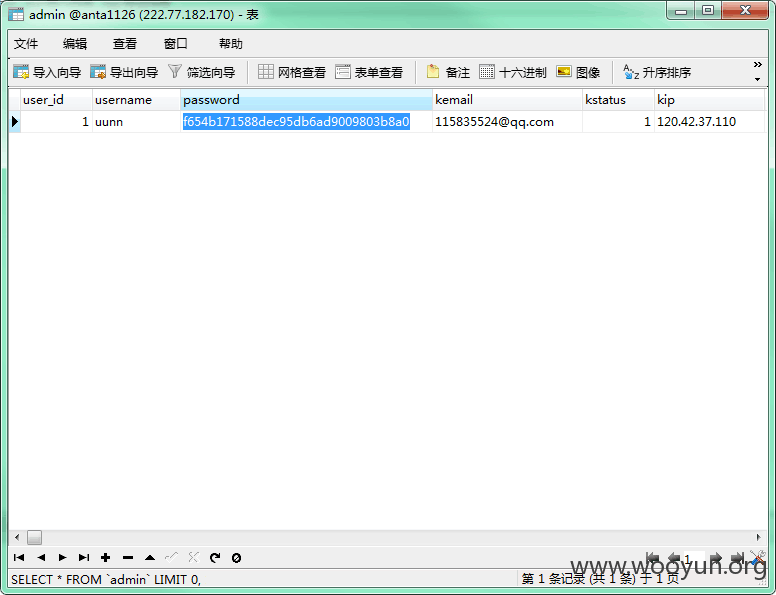 admin @anta1126 (222.77.182.170) - 表
文件 编辑 查看 窗口 帮助
导入向导 导出向导 筛选向导 网格查看 表单查看 备注 十六进制 图像 升序排序 »
user_id username password kemail kstatus kip
1 uunn f654b171588dec95db6ad9009803b8a0 115835524@qq.com 1 120.42.37.110
1
www.wooyun.org
SELECT * FROM `admin` LIMIT 0, 第 1 条记录 (共 1 条) 于 1 页